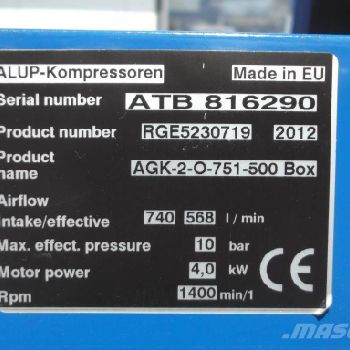 ALUP-Kompressoren Made in EU
Serial number ATB 816290
Product number RGE5230719 2012
Product name AGK-2-O-751-500 Box
Airflow
Intake/effective 740 568 l / min
Max. effect. pressure 10 bar
Motor power 4,0 kW
Rpm 1400 min/1
CE